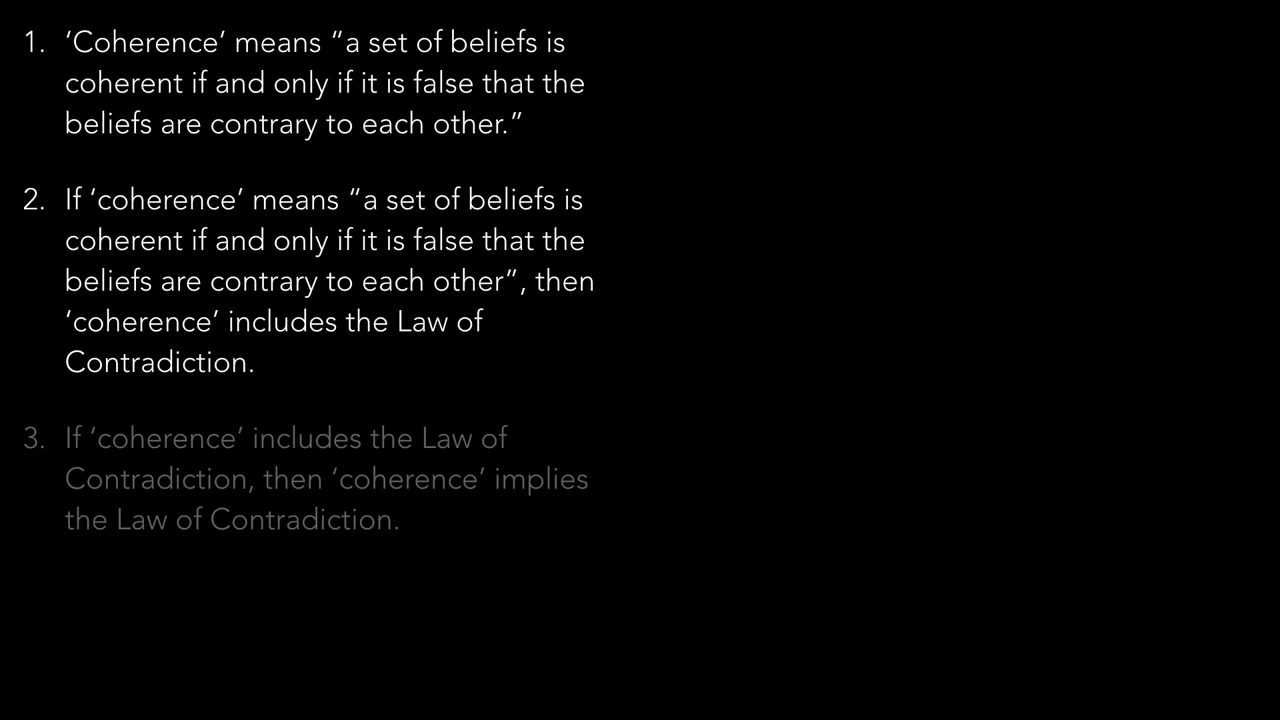 1. ‘Coherence’ means “a set of beliefs is
coherent if and only if it is false that the
beliefs are contrary to each other.”
2. If ‘coherence’ means “a set of beliefs is
coherent if and only if it is false that the
beliefs are contrary to each other”, then
‘coherence’ includes the Law of
Contradiction.
3. If ‘coherence’ includes the Law of
Contradiction, then ‘coherence’ implies
the Law of Contradiction.